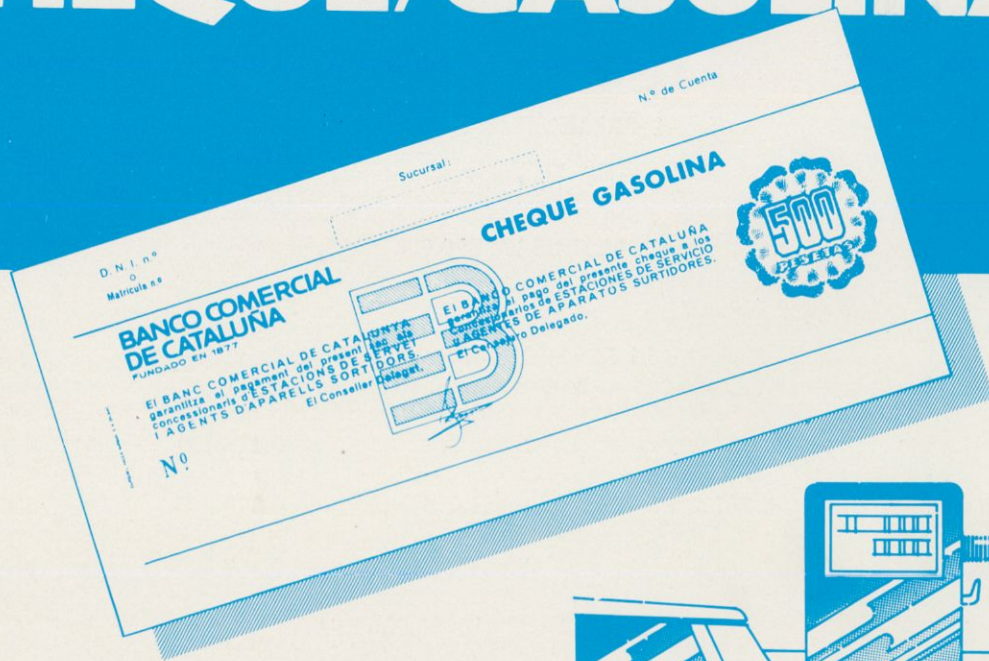 CHEQUE/GASOLINA
N.º de Cuenta
Sucursal:
D. N. I. n.º
o
Matrícula n.º
CHEQUE GASOLINA
500
PESETAS
BANCO COMERCIAL
DE CATALUÑA
FUNDADO EN 1877
El BANC COMERCIAL DE CATALUNYA
garantitza el pagament del present xec als
concessionaris d'ESTACIONS DE SERVEI
I AGENTS D'APARELLS SORTIDORS.
El Conseller Delegat,
El BANCO COMERCIAL DE CATALUÑA
garantiza el pago del presente cheque a los
Concesionarios de ESTACIONES DE SERVICIO
y AGENTES DE APARATOS SURTIDORES.
El Consejero Delegado,
Nº